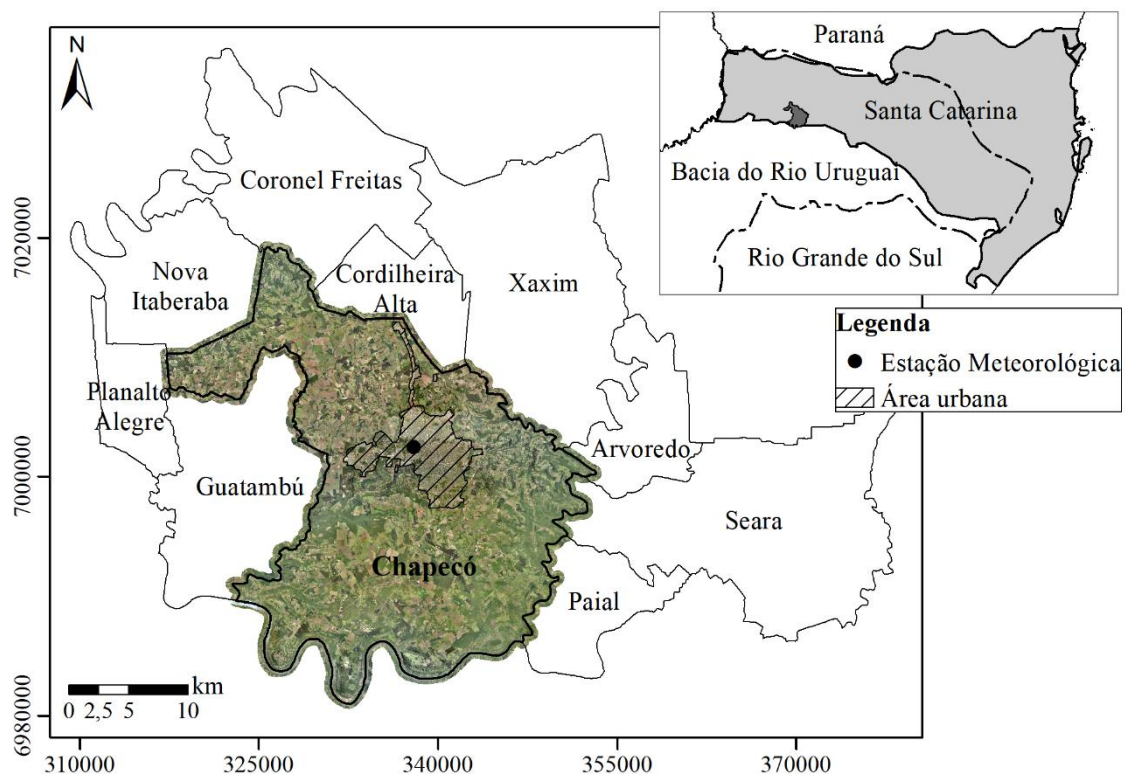 N
Paraná
Santa Catarina
Bacia do Rio Uruguai
Rio Grande do Sul
Coronel Freitas
Nova
Itaberaba
Cordilheira
Alta
Xaxim
Legenda
Estação Meteorológica
Área urbana
Planalto
Alegre
Arvoredo
Guatambú
Seara
Chapecó
Paial
km
0 2,5 5 10
7020000
7000000
6980000
310000 325000 340000 355000 370000